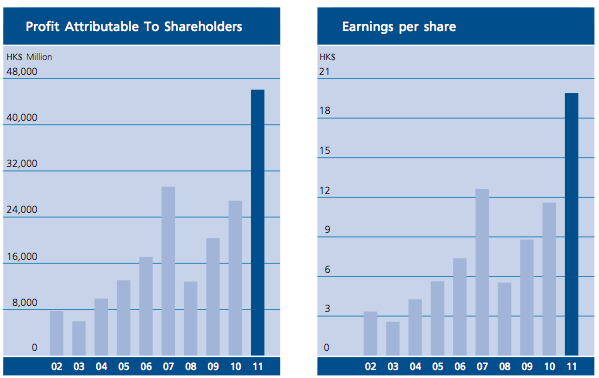 Profit Attributable To Shareholders
HK$ Million
48,000
40,000
32,000
24,000
16,000
8,000
0
02 03 04 05 06 07 08 09 10 11
Earnings per share
HK$
21
18
15
12
9
6
3
0
02 03 04 05 06 07 08 09 10 11